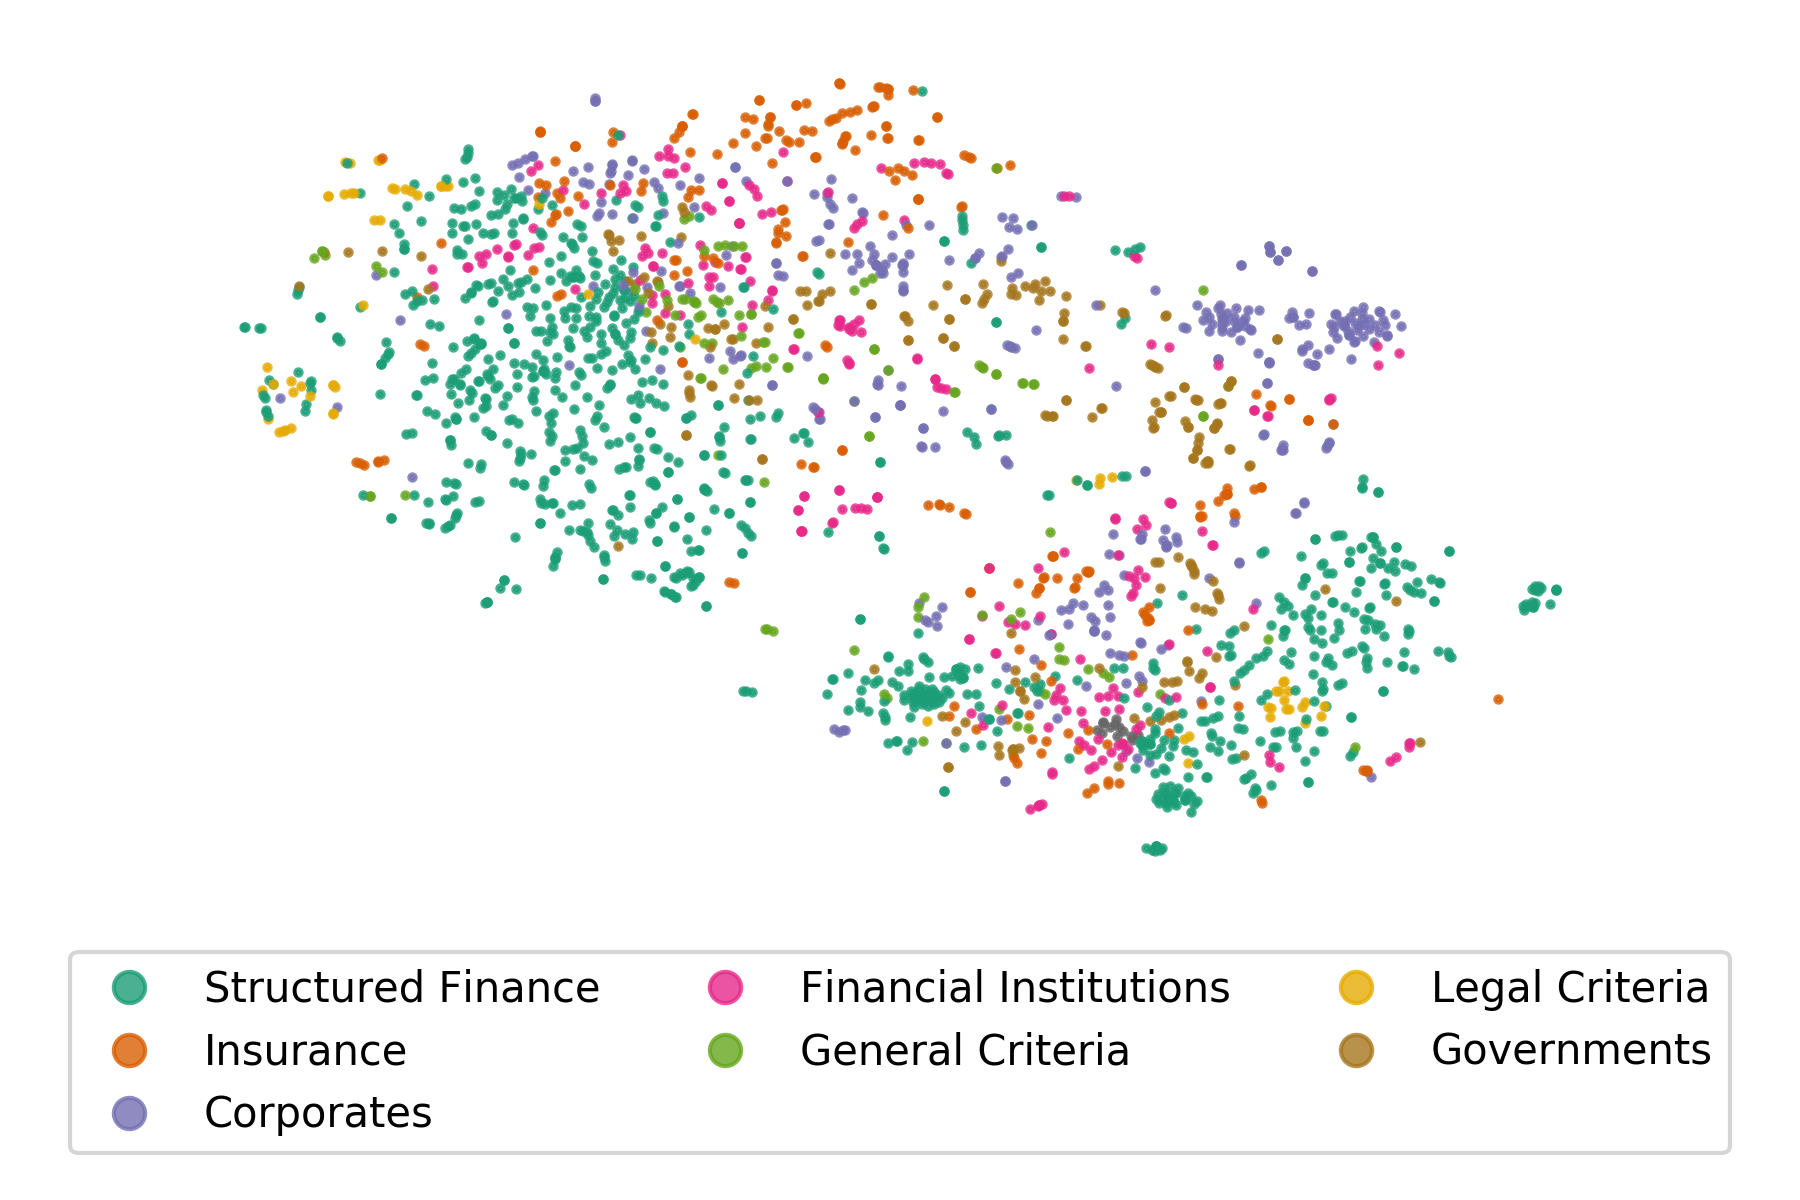 Structured Finance
Insurance
Corporates
Financial Institutions
General Criteria
Legal Criteria
Governments